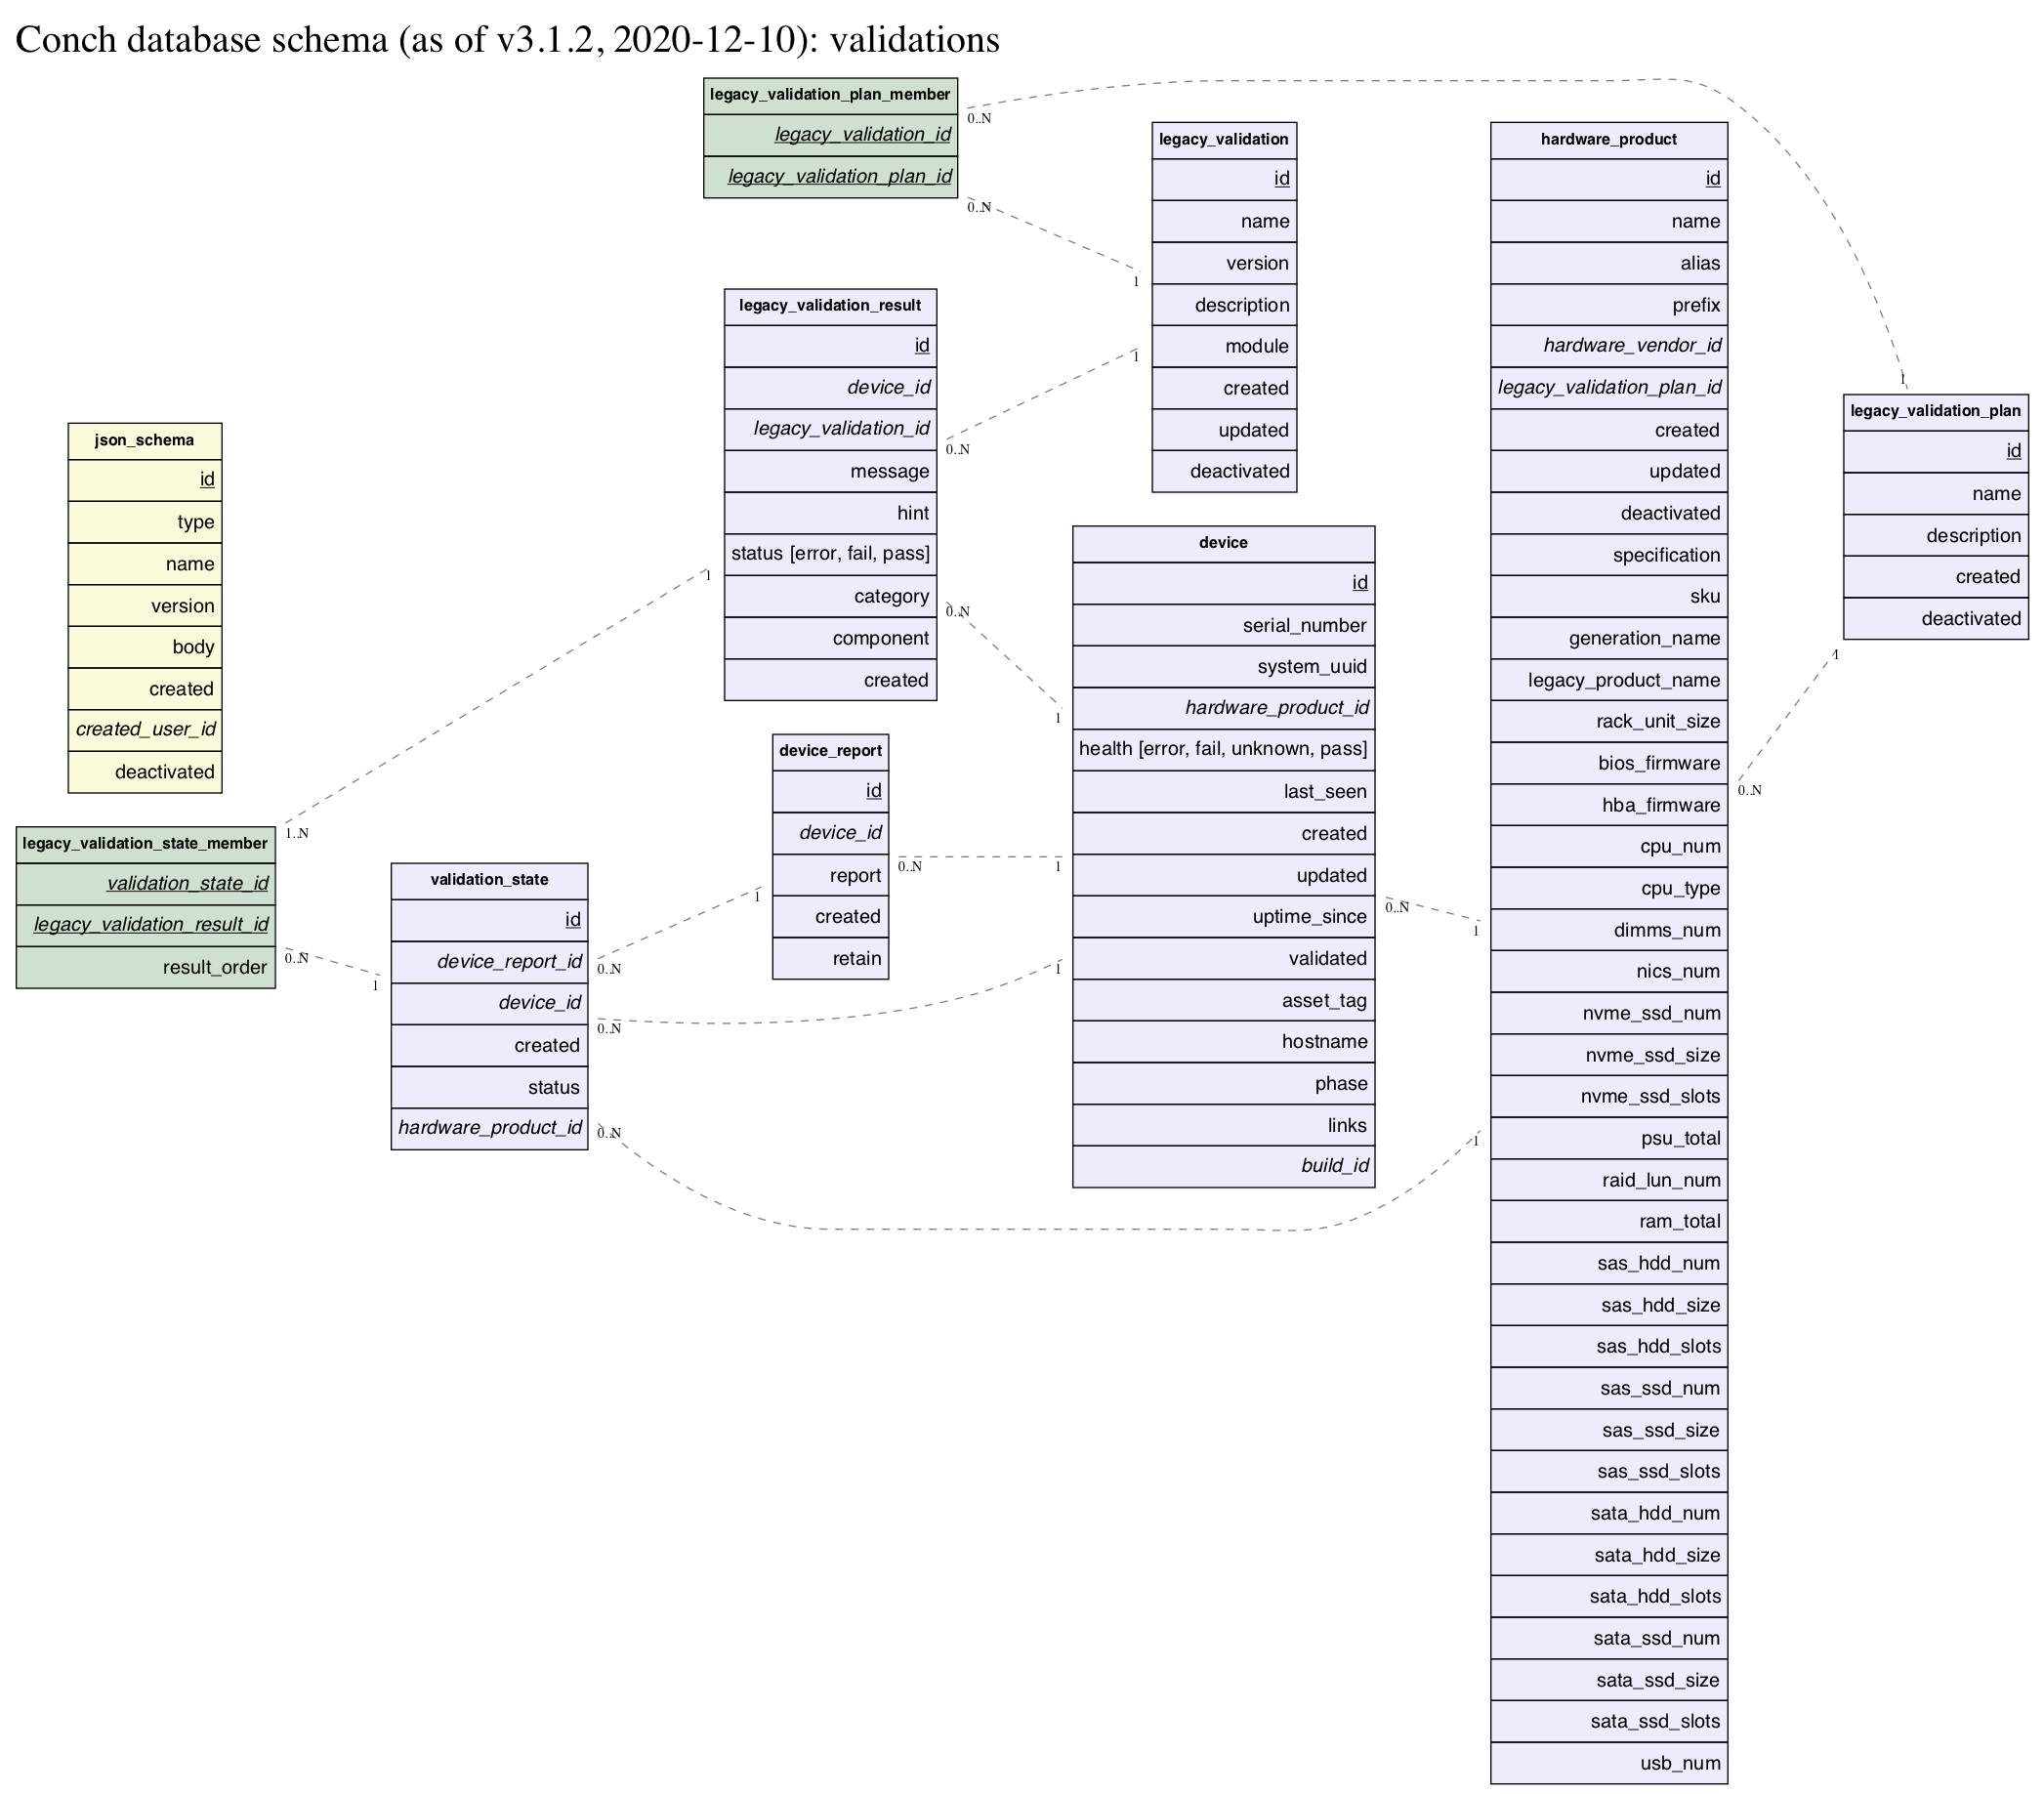 Conch database schema (as of v3.1.2, 2020-12-10): validations
legacy_validation_plan_member
legacy_validation_id
legacy_validation_plan_id
0..N
0..N
1
1
legacy_validation
id
name
version
description
module
created
updated
deactivated
1
1
hardware_product
id
name
alias
prefix
hardware_vendor_id
legacy_validation_plan_id
created
updated
deactivated
specification
sku
generation_name
legacy_product_name
rack_unit_size
bios_firmware
hba_firmware
cpu_num
cpu_type
dimms_num
nics_num
nvme_ssd_num
nvme_ssd_size
nvme_ssd_slots
psu_total
raid_lun_num
ram_total
sas_hdd_num
sas_hdd_size
sas_hdd_slots
sas_ssd_num
sas_ssd_size
sas_ssd_slots
sata_hdd_num
sata_hdd_size
sata_hdd_slots
sata_ssd_num
sata_ssd_size
sata_ssd_slots
usb_num
0..N
1
legacy_validation_plan
id
name
description
created
deactivated
legacy_validation_result
id
device_id
legacy_validation_id
message
hint
status [error, fail, pass]
category
component
created
1
0..N
0..N
device
id
serial_number
system_uuid
hardware_product_id
health [error, fail, unknown, pass]
last_seen
created
updated
uptime_since
validated
asset_tag
hostname
phase
links
build_id
1
1
1
0..N
json_schema
id
type
name
version
body
created
created_user_id
deactivated
device_report
id
device_id
report
created
retain
0..N
1
legacy_validation_state_member
validation_state_id
legacy_validation_result_id
result_order
1..N
0..N
1
validation_state
id
device_report_id
device_id
created
status
hardware_product_id
0..N
0..N
0..N